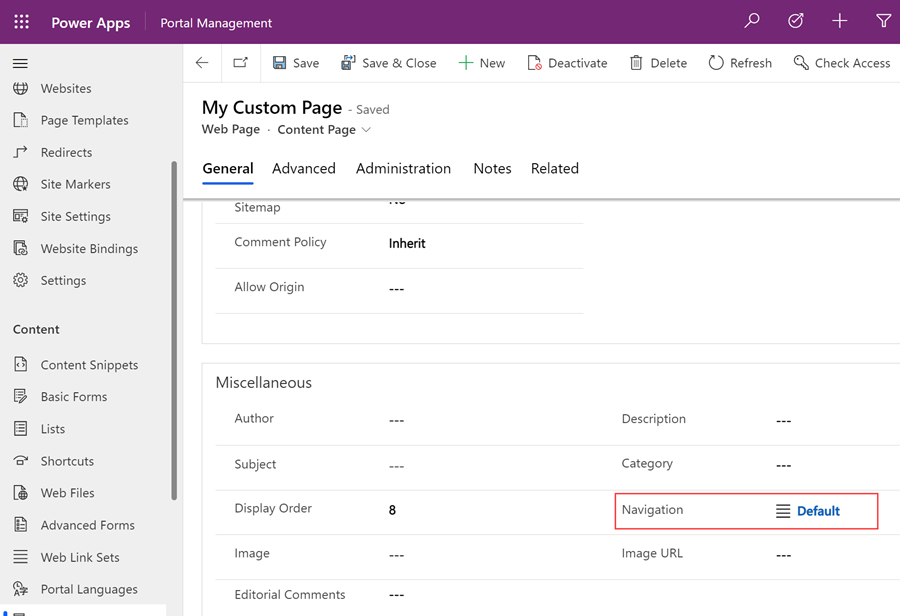 Power Apps Portal Management
Save Save & Close New Deactivate Delete Refresh Check Access
My Custom Page - Saved
Web Page · Content Page
General Advanced Administration Notes Related
Websites
Page Templates
Redirects
Site Markers
Site Settings
Website Bindings
Settings
Content
Content Snippets
Basic Forms
Lists
Shortcuts
Web Files
Advanced Forms
Web Link Sets
Portal Languages
Sitemap
Comment Policy Inherit
Allow Origin ---
Miscellaneous
Author --- Description ---
Subject --- Category ---
Display Order 8 Navigation Default
Image --- Image URL ---
Editorial Comments ---